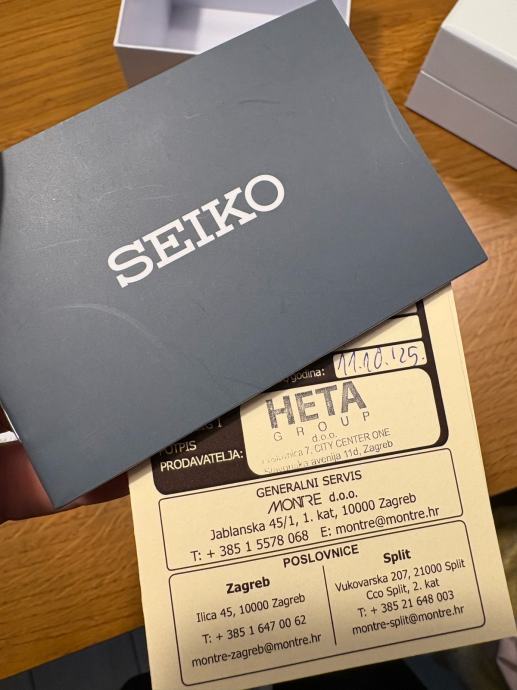 SEIKO
godina: 11.10.'25.
POTPIS
PRODAVATELJA:
HETA
GROUP
d.o.o.
7, CITY CENTER ONE
avenija 11d, Zagreb
GENERALNI SERVIS
MONTRE d.o.o.
Jablanska 45/1, 1. kat, 10000 Zagreb
T: + 385 1 5578 068 E: montre@montre.hr
POSLOVNICE
Zagreb
Ilica 45, 10000 Zagreb
T: + 385 1 647 00 62
montre-zagreb@montre.hr
Split
Vukovarska 207, 21000 Split
Cco Split, 2. kat
T: + 385 21 648 003
montre-split@montre.hr